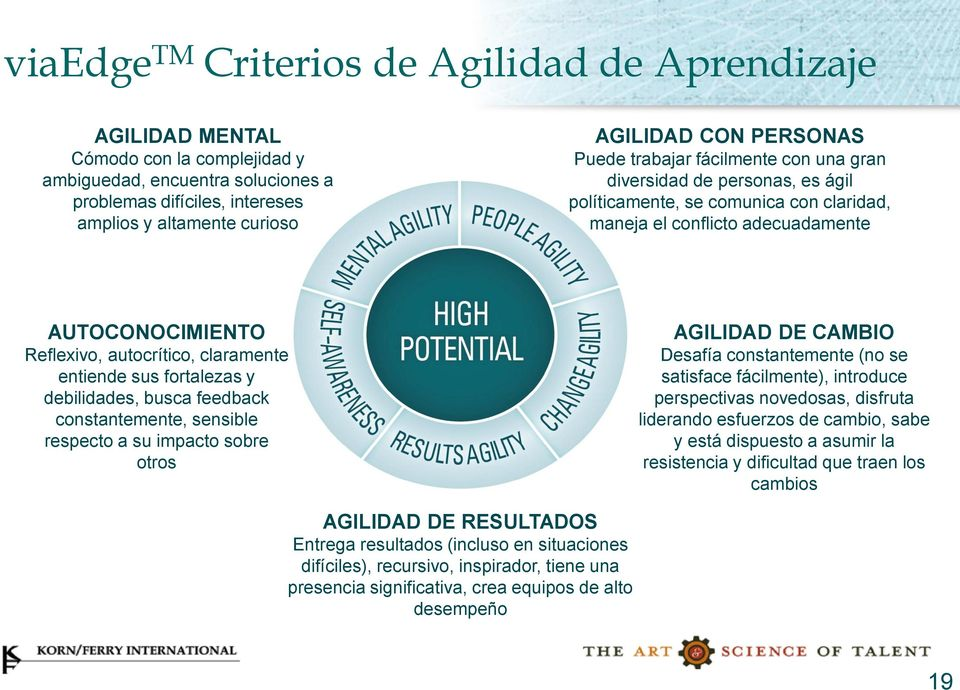 viaEdge™ Criterios de Agilidad de Aprendizaje
AGILIDAD MENTAL
Cómodo con la complejidad y
ambiguedad, encuentra soluciones a
problemas difíciles, intereses
amplios y altamente curioso
AGILIDAD CON PERSONAS
Puede trabajar fácilmente con una gran
diversidad de personas, es ágil
políticamente, se comunica con claridad,
maneja el conflicto adecuadamente
MENTAL AGILITY
PEOPLE AGILITY
HIGH
POTENTIAL
SELF-AWARENESS
CHANGE AGILITY
RESULTS AGILITY
AUTOCONOCIMIENTO
Reflexivo, autocrítico, claramente
entiende sus fortalezas y
debilidades, busca feedback
constantemente, sensible
respecto a su impacto sobre
otros
AGILIDAD DE CAMBIO
Desafía constantemente (no se
satisface fácilmente), introduce
perspectivas novedosas, disfruta
liderando esfuerzos de cambio, sabe
y está dispuesto a asumir la
resistencia y dificultad que traen los
cambios
AGILIDAD DE RESULTADOS
Entrega resultados (incluso en situaciones
difíciles), recursivo, inspirador, tiene una
presencia significativa, crea equipos de alto
desempeño
KORN/FERRY INTERNATIONAL
THE ART & SCIENCE OF TALENT
19